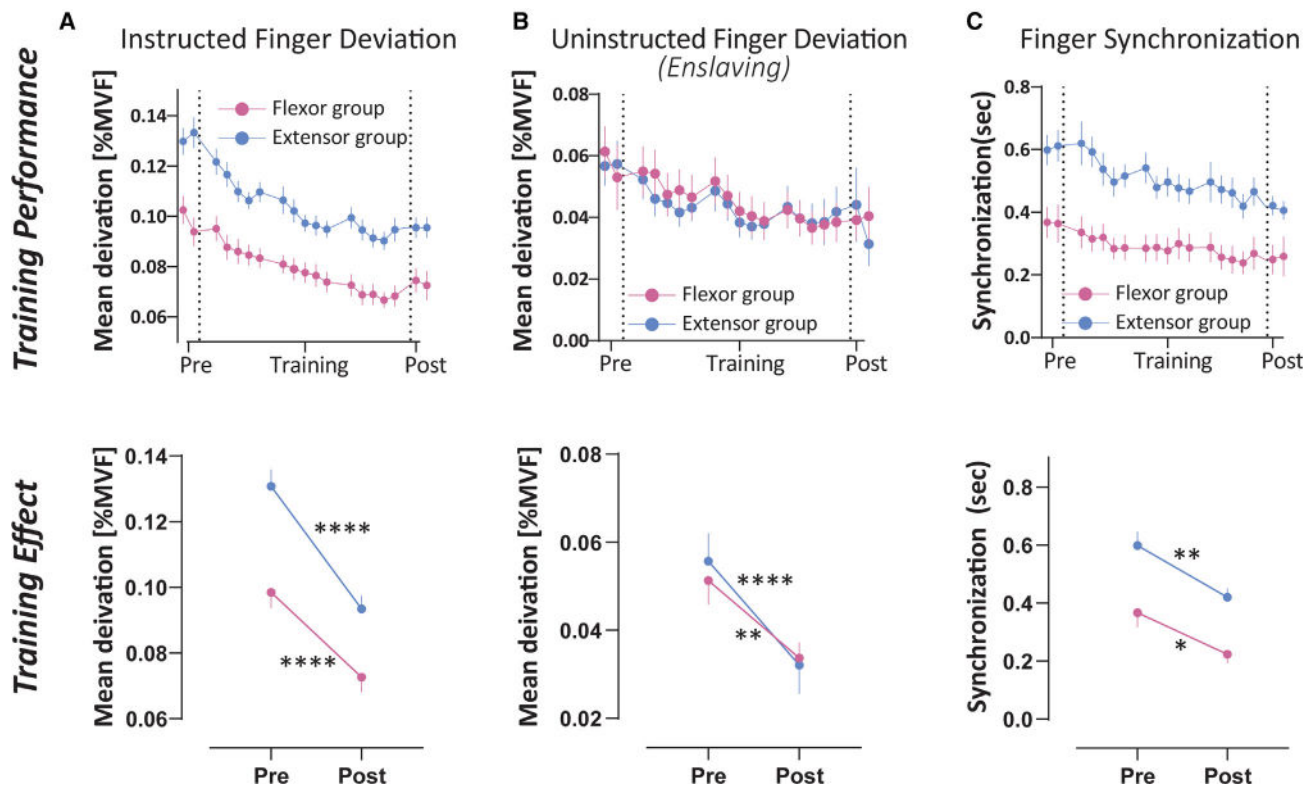 A
Instructed Finger Deviation
B
Uninstructed Finger Deviation
(Enslaving)
C
Finger Synchronization
Training Performance
Mean deivation [%MVF]
0.14
0.12
0.10
0.08
0.06
Flexor group
Extensor group
Pre
Training
Post
Mean deivation [%MVF]
0.08
0.06
0.04
0.02
0.00
Flexor group
Extensor group
Pre
Training
Post
Synchronization(sec)
0.8
0.6
0.4
0.2
0.0
Flexor group
Extensor group
Pre
Training
Post
Training Effect
Mean deivation [%MVF]
0.14
0.12
0.10
0.08
0.06
****
****
Pre
Post
Mean deivation [%MVF]
0.08
0.06
0.04
0.02
****
**
Pre
Post
Synchronization (sec)
0.8
0.6
0.4
0.2
0.0
**
*
Pre
Post